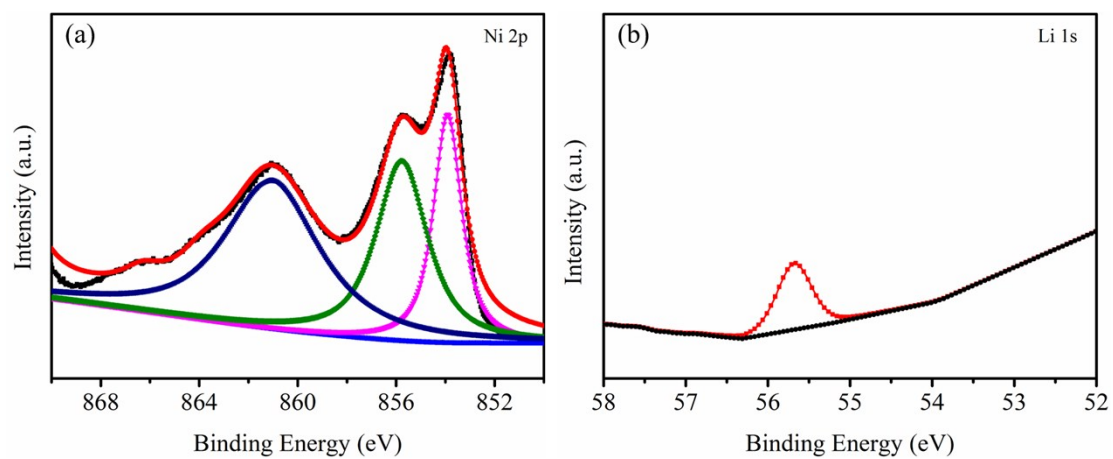 (a)
Ni 2p
Intensity (a.u.)
868 864 860 856 852
Binding Energy (eV)
(b)
Li 1s
Intensity (a.u.)
58 57 56 55 54 53 52
Binding Energy (eV)